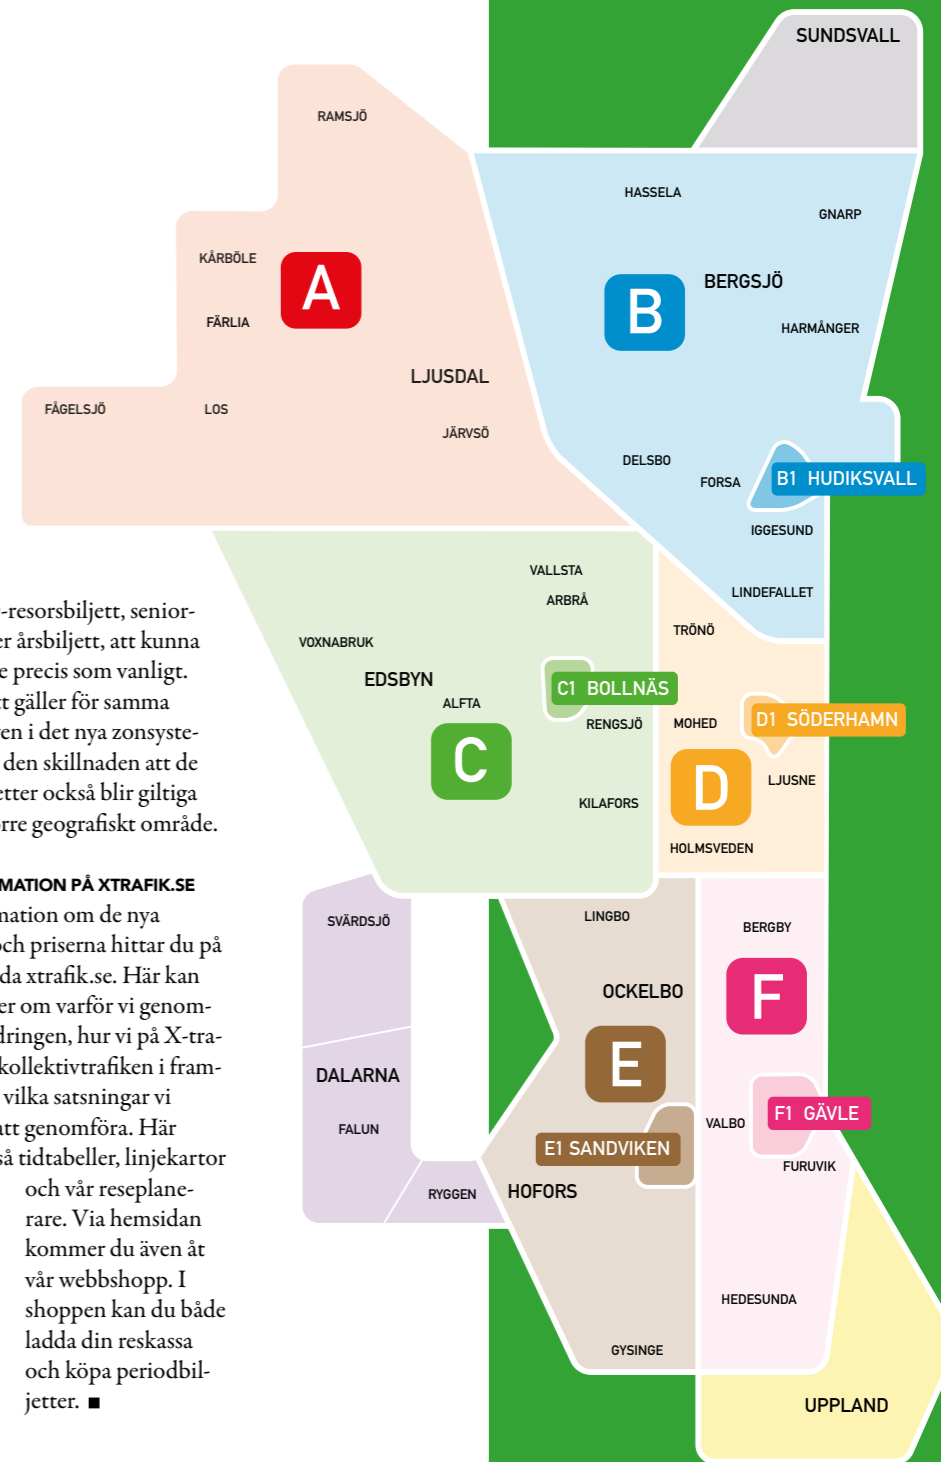 SUNDSVALL
RAMSJÖ
HASSELA
GNARP
KÅRBÖLE
A
B
BERGSJÖ
FÄRLIA
HARMÅNGER
LJUSDAL
FÅGELSJÖ
LOS
JÄRVSÖ
DELSBO
FORSA
B1 HUDIKSVALL
IGGESUND
LINDEFALLET
VALLSTA
ARBRÅ
TRÖNÖ
VOXNABRUK
EDSBYN
C1 BOLLNÄS
ALFTA
RENGSJÖ
MOHED
D1 SÖDERHAMN
C
D
LJUSNE
KILAFORS
HOLMSVEDEN
SVÄRDSJÖ
LINGBO
BERGBY
OCKELBO
F
E
DALARNA
FALUN
VALBO
F1 GÄVLE
E1 SANDVIKEN
FURUVIK
RYGGEN
HOFORS
HEDESUNDA
GYSINGE
UPPLAND
-resorsbiljett, senior-
er årsbiljett, att kunna
e precis som vanligt.
tt gäller för samma
en i det nya zonsyste-
den skillnaden att de
etter också blir giltiga
rre geografiskt område.
MATION PÅ XTRAFIK.SE
mation om de nya
och priserna hittar du på
da xtrafik.se. Här kan
er om varför vi genom-
dringen, hur vi på X-tra-
kollektivtrafiken i fram-
vilka satsningar vi
att genomföra. Här
så tidtabeller, linjekartor
och vår reseplane-
rare. Via hemsidan
kommer du även åt
vår webbshopp. I
shoppen kan du både
ladda din reskassa
och köpa periodbil-
jetter. ■